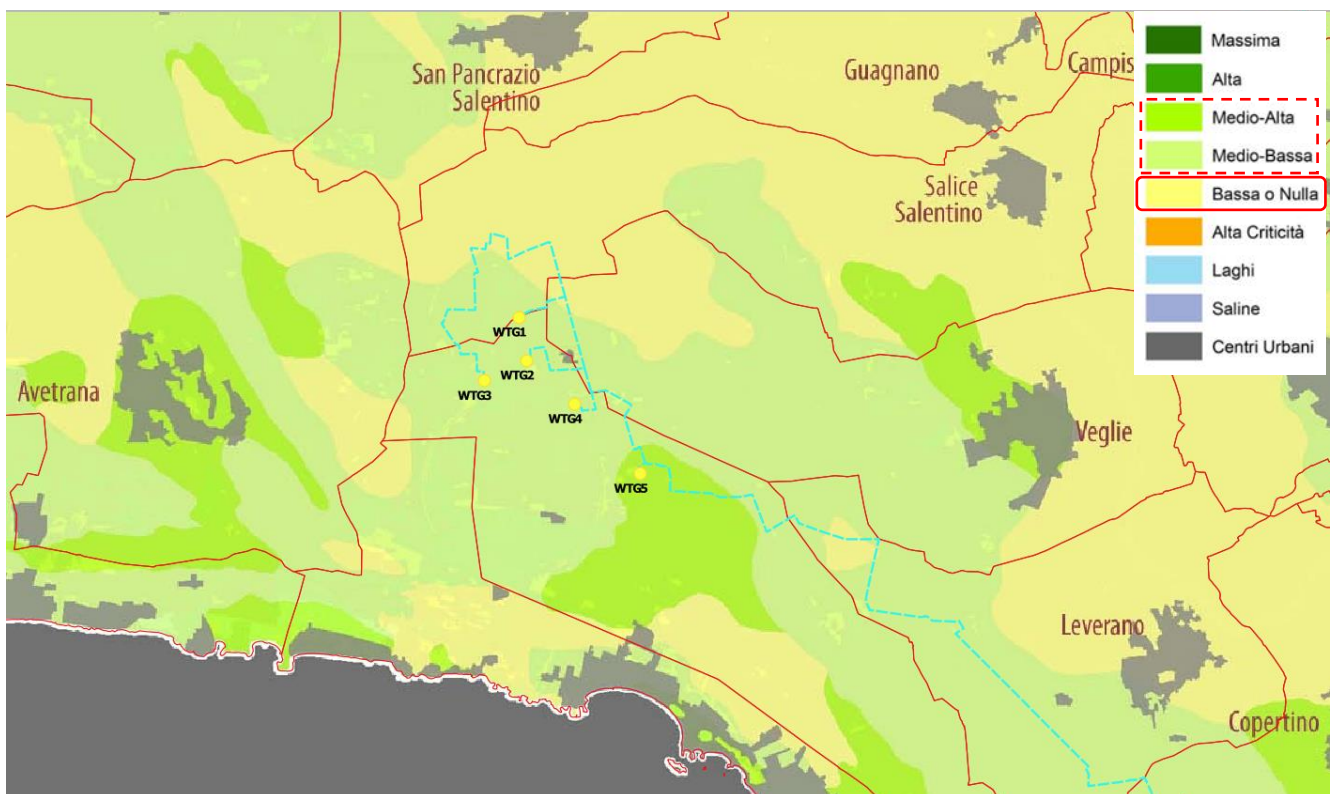 San Pancrazio
Salentino
Guagnano
Campis
Salice
Salentino
Avetrana
WTG1
WTG2
WTG3
WTG4
WTG5
Veglie
Leverano
Copertino
Massima
Alta
Medio-Alta
Medio-Bassa
Bassa o Nulla
Alta Criticità
Laghi
Saline
Centri Urbani